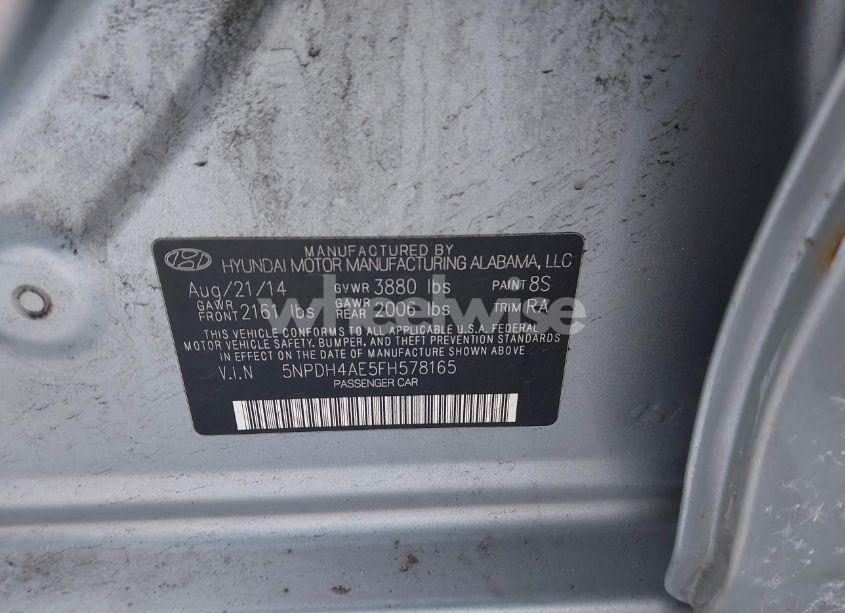 MANUFACTURED BY
HYUNDAI MOTOR MANUFACTURING ALABAMA, LLC
Aug/21/14 GVWR 3880 lbs PAINT 8S
GAWR FRONT 2161 lbs GAWR REAR 2006 lbs TRIM RA
THIS VEHICLE CONFORMS TO ALL APPLICABLE U.S.A. FEDERAL
MOTOR VEHICLE SAFETY, BUMPER, AND THEFT PREVENTION STANDARDS
IN EFFECT ON THE DATE OF MANUFACTURE SHOWN ABOVE
V.I.N 5NPDH4AE5FH578165
PASSENGER CAR
wheelwise